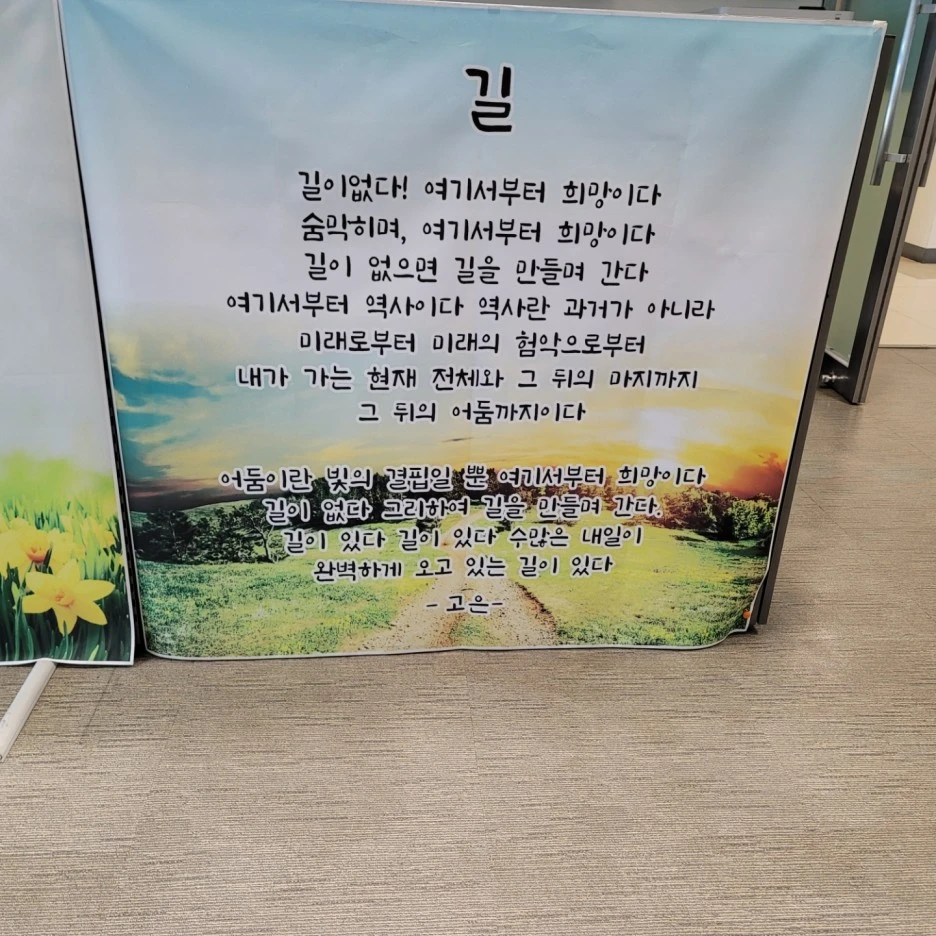 길
길이없다! 여기서부터 희망이다
숨막히며, 여기서부터 희망이다
길이 없으면 길을 만들며 간다
여기서부터 역사이다 역사란 과거가 아니라
미래로부터 미래의 험악으로부터
내가 가는 현재 전체와 그 뒤의 마지까지
그 뒤의 어둠까지이다
어둠이란 빛의 결핍일 뿐 여기서부터 희망이다
길이 없다 그리하여 길을 만들며 간다.
길이 있다 길이 있다 수많은 내일이
완벽하게 오고 있는 길이 있다
- 고은-